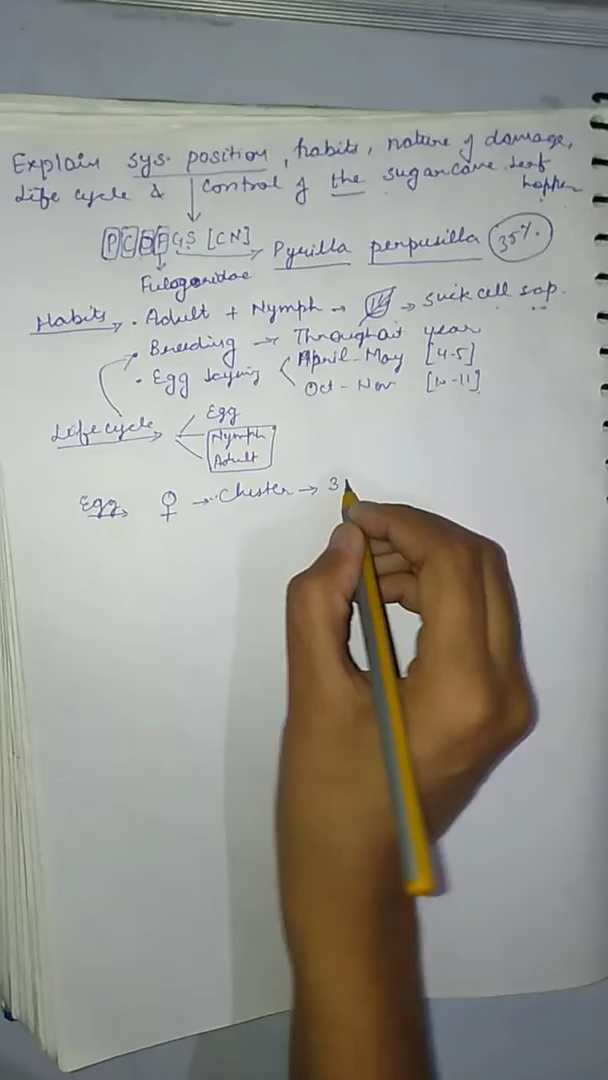 Explain sys. position, habits, nature of damage,
Life cycle & control of the sugarcane leaf
hopper
PCOFGS [CN] → Pyrilla perpusilla 35%
Fulogoridae
Habits → • Adult + Nymph → → suck cell sap.
• Breeding → Throughout year
• Egg laying April-May [4-5]
Oct - Nov [10-11]
Life cycle → Egg
Nymph
Adult
Egg → ♀ → Cluster → 3